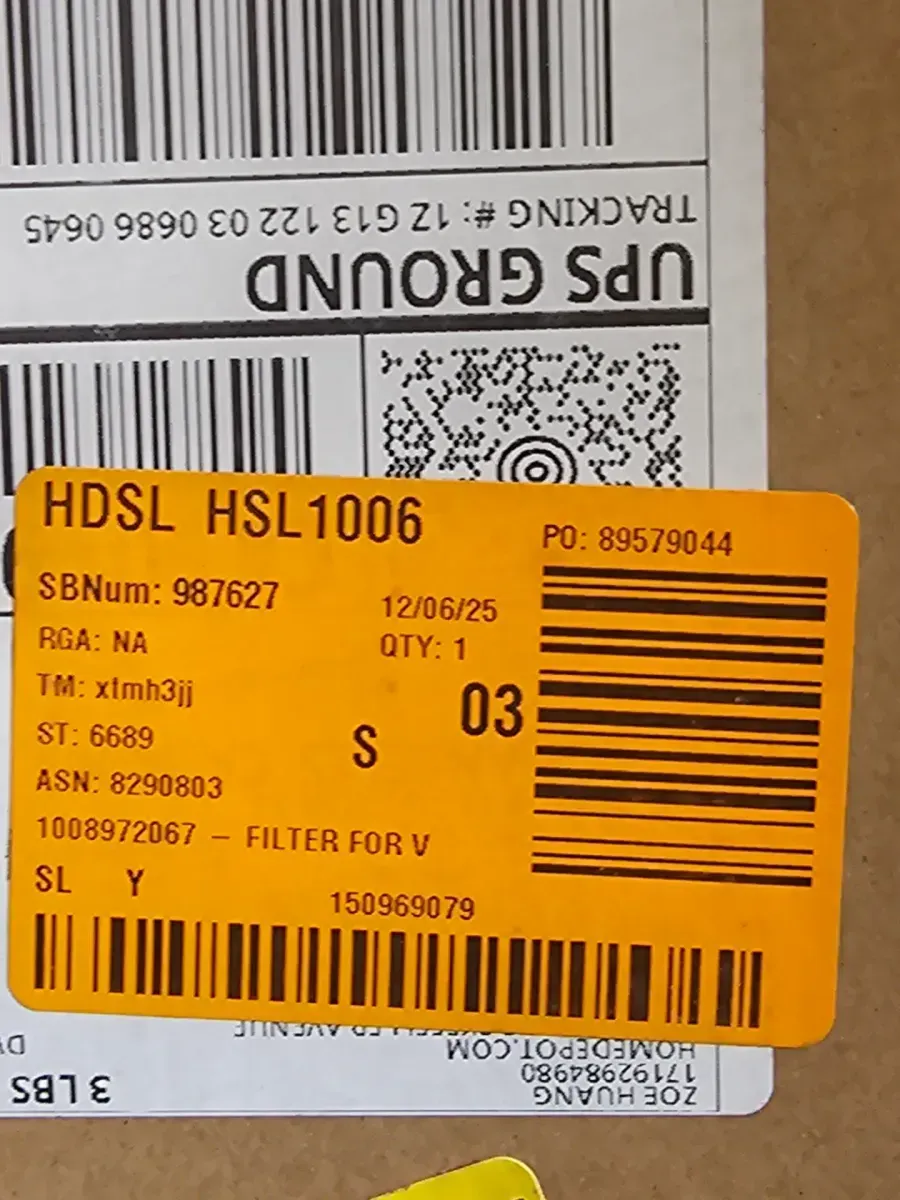 HDSL HSL1006
PO: 89579044
SBNum: 987627
12/06/25
RGA: NA
QTY: 1
TM: xtmh3jj
03
ST: 6689
S
ASN: 8290803
1008972067 – FILTER FOR V
SL Y
150969079
ZOE HUANG
17192984980
HOMEDEPOT.COM
AVENUE
3 LBS
UPS GROUND
TRACKING #: 1Z G13 122 03 0686 0645